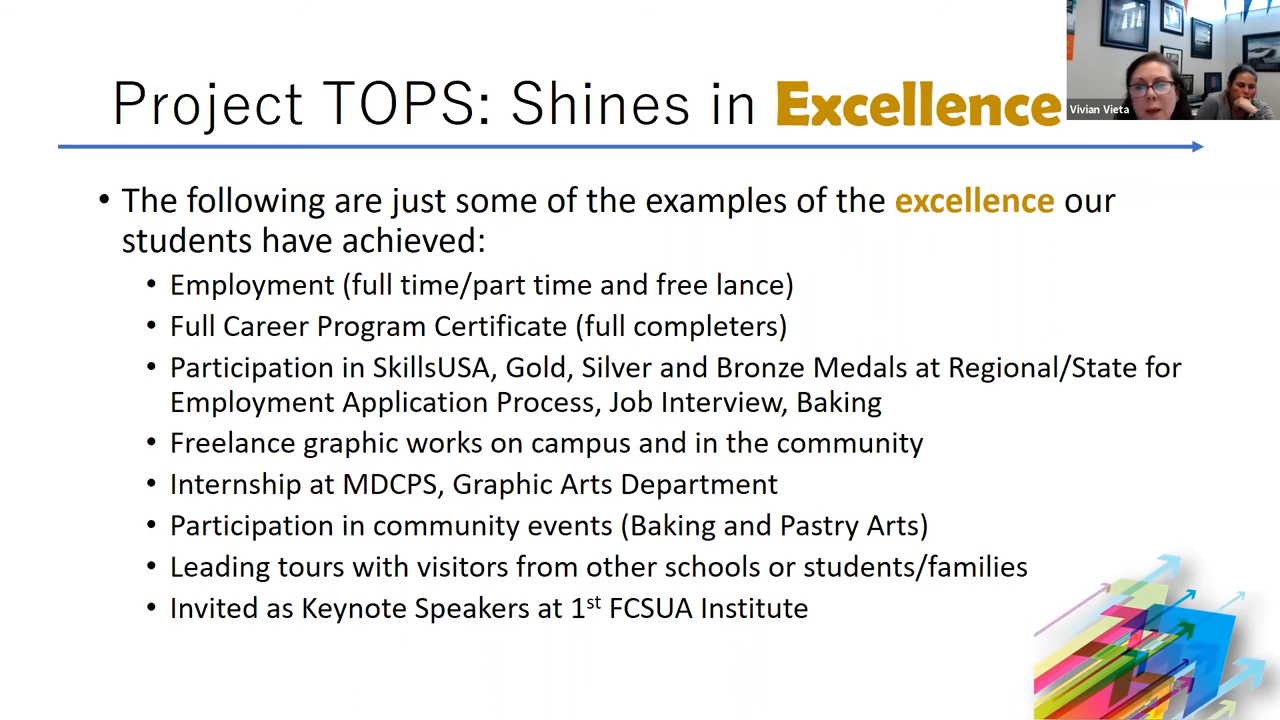 Project TOPS: Shines in Excellence
Vivian Vieta
• The following are just some of the examples of the excellence our
students have achieved:
• Employment (full time/part time and free lance)
• Full Career Program Certificate (full completers)
• Participation in SkillsUSA, Gold, Silver and Bronze Medals at Regional/State for
Employment Application Process, Job Interview, Baking
• Freelance graphic works on campus and in the community
• Internship at MDCPS, Graphic Arts Department
• Participation in community events (Baking and Pastry Arts)
• Leading tours with visitors from other schools or students/families
• Invited as Keynote Speakers at 1st FCSUA Institute